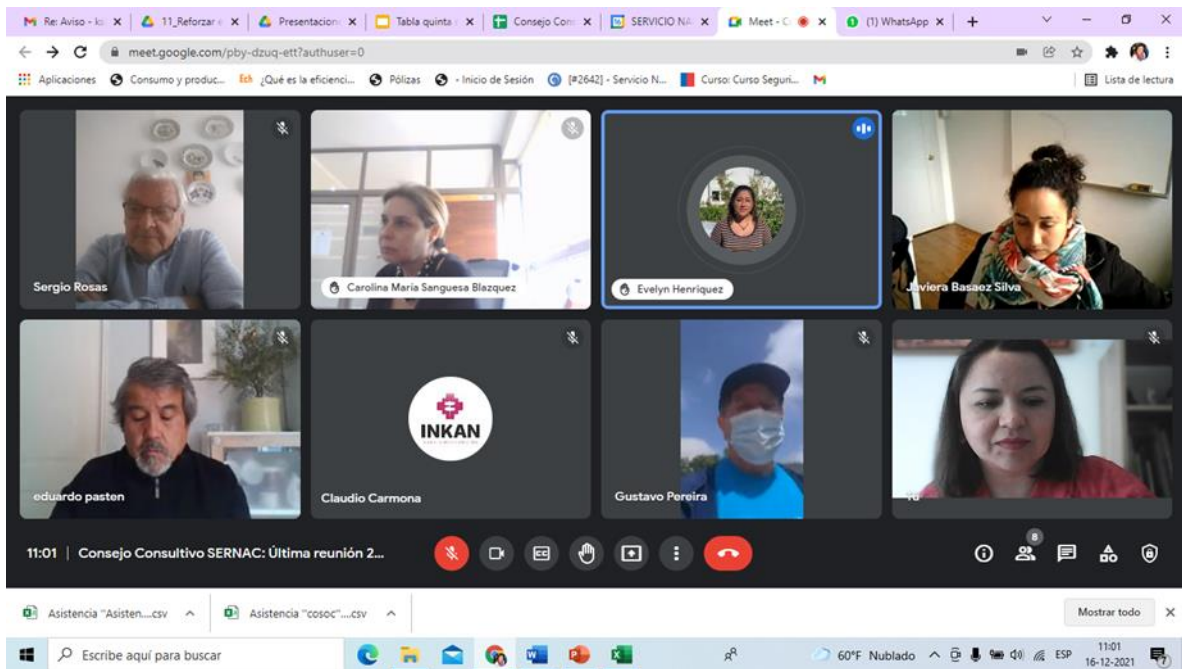 Re: Aviso - ka
11_Reforzar e
Presentacion
Tabla quinta
Consejo Cons
SERVICIO NA
Meet - C
(1) WhatsApp
meet.google.com/pby-dzuq-ett?authuser=0
Aplicaciones
Consumo y produc...
Ech ¿Qué es la eficienci...
Pólizas
- Inicio de Sesión
[#2642] - Servicio N...
Curso: Curso Seguri...
Lista de lectura
Sergio Rosas
Carolina María Sanguesa Blazquez
Evelyn Henriquez
Javiera Basaez Silva
eduardo pasten
INKAN
Claudio Carmona
Gustavo Pereira
Tú
11:01 | Consejo Consultivo SERNAC: Última reunión 2...
8
Asistencia "Asisten....csv
Asistencia "cosoc"....csv
Mostrar todo
Escribe aquí para buscar
60°F Nublado
ESP
11:01
16-12-2021